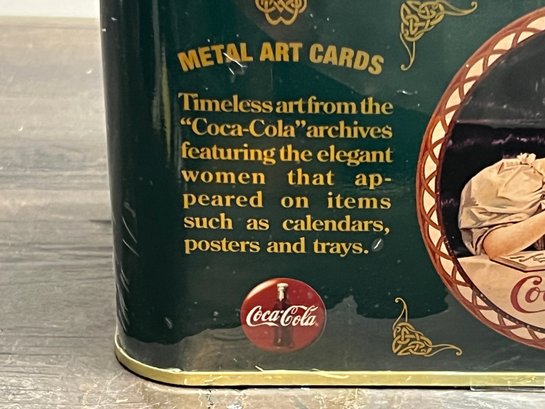 METAL ART CARDS
Timeless art from the
"Coca-Cola" archives
featuring the elegant
women that ap-
peared on items
such as calendars,
posters and trays.
Coca-Cola
Co